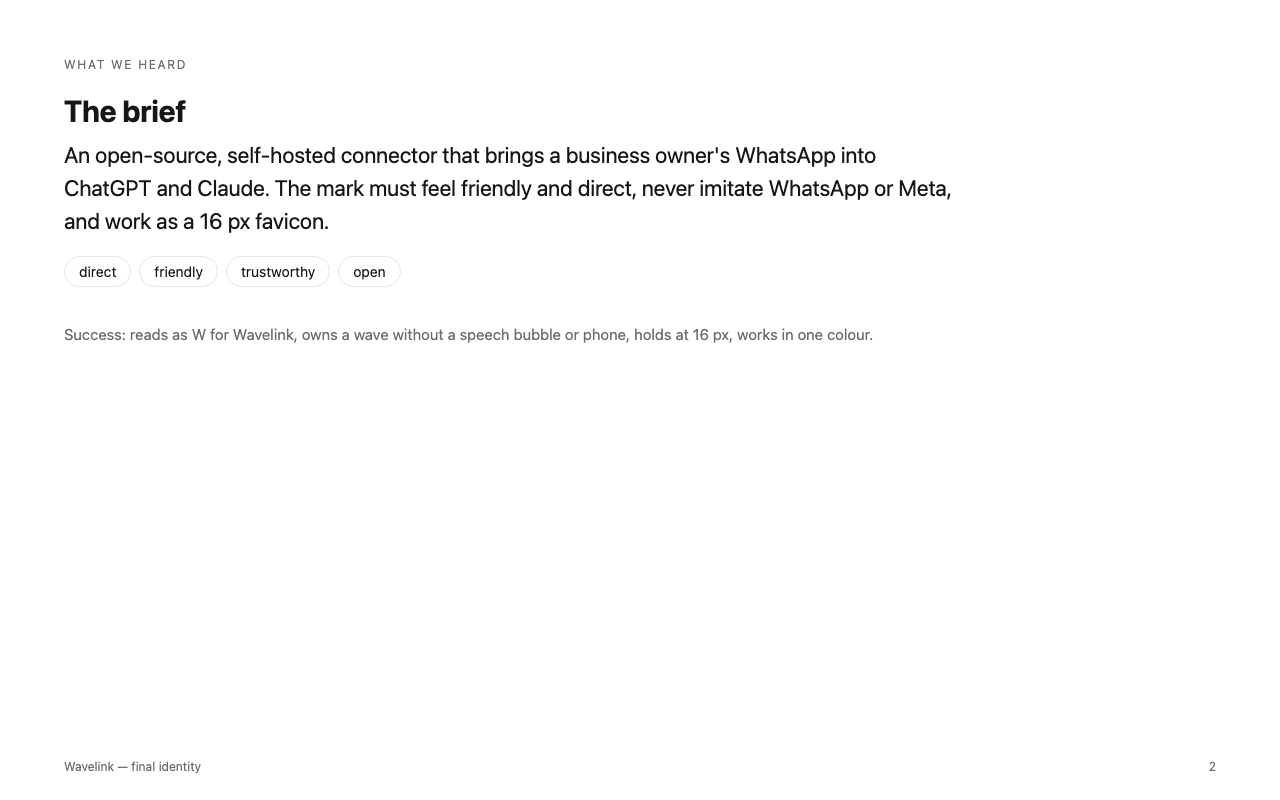 WHAT WE HEARD
The brief
An open-source, self-hosted connector that brings a business owner's WhatsApp into
ChatGPT and Claude. The mark must feel friendly and direct, never imitate WhatsApp or Meta,
and work as a 16 px favicon.
direct friendly trustworthy open
Success: reads as W for Wavelink, owns a wave without a speech bubble or phone, holds at 16 px, works in one colour.
Wavelink — final identity 2